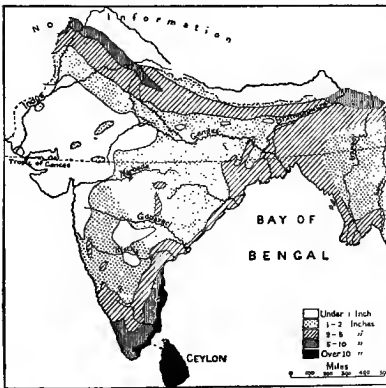 No Information
Indus
Ganges
Tropic of Cancer
Narbada
Godavari
BAY OF
BENGAL
CEYLON
Under 1 Inch
1-2 Inches
2-5 "
5-10 "
Over 10 "
Miles